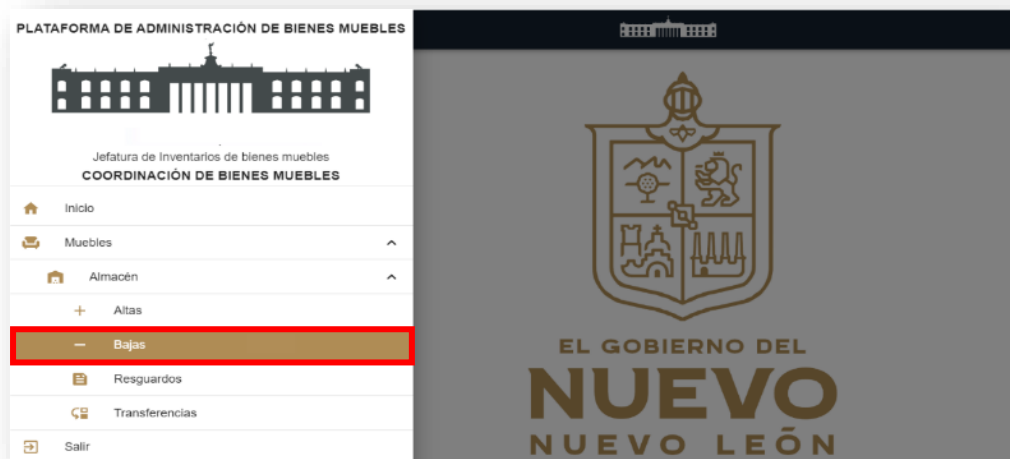 PLATAFORMA DE ADMINISTRACIÓN DE BIENES MUEBLES
Jefatura de Inventarios de bienes muebles
COORDINACIÓN DE BIENES MUEBLES
Inicio
Muebles
Almacén
Altas
Bajas
Resguardos
Transferencias
Salir
EL GOBIERNO DEL
NUEVO
NUEVO LEÓN